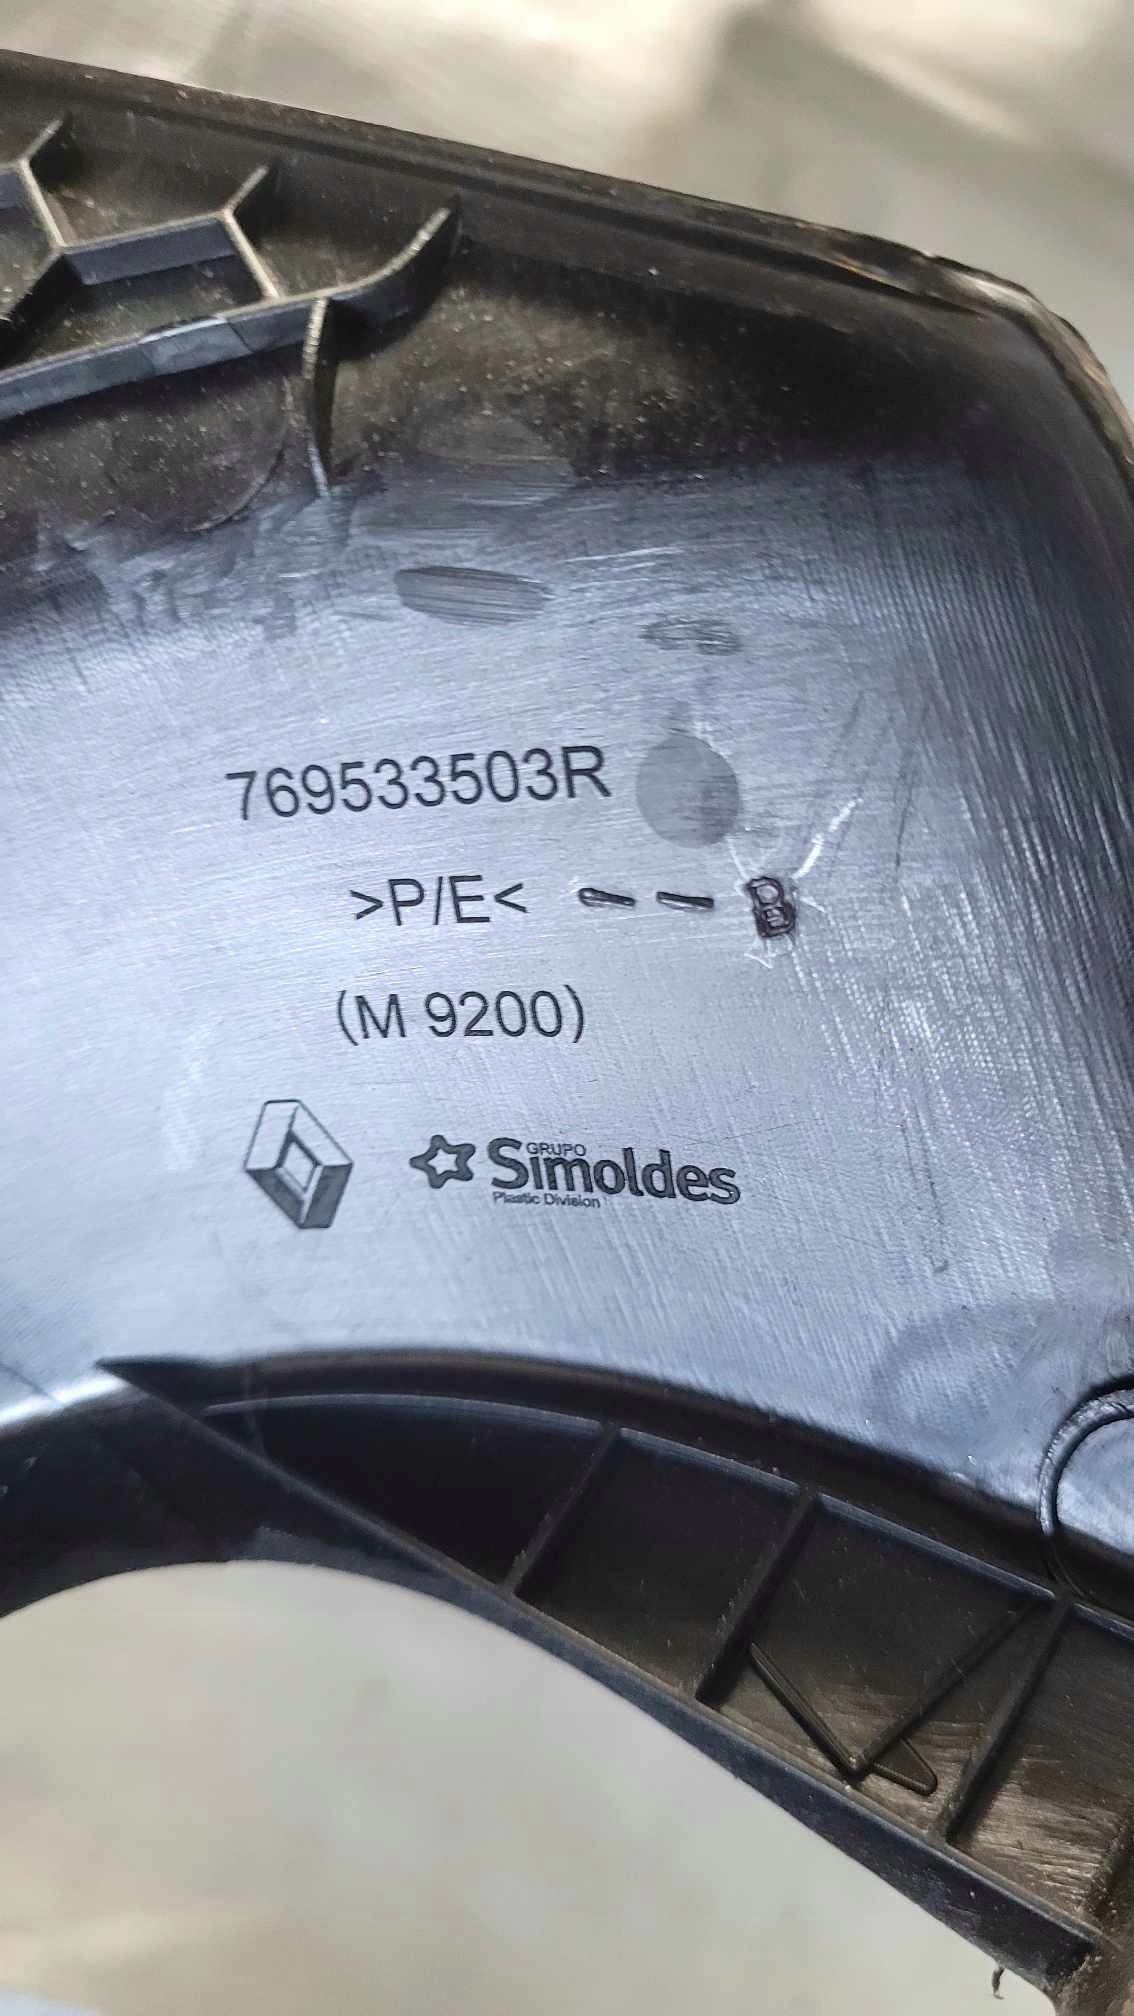 769533503R
>P/E< -- B
(M 9200)
GRUPO
Simoldes
Plastic Division